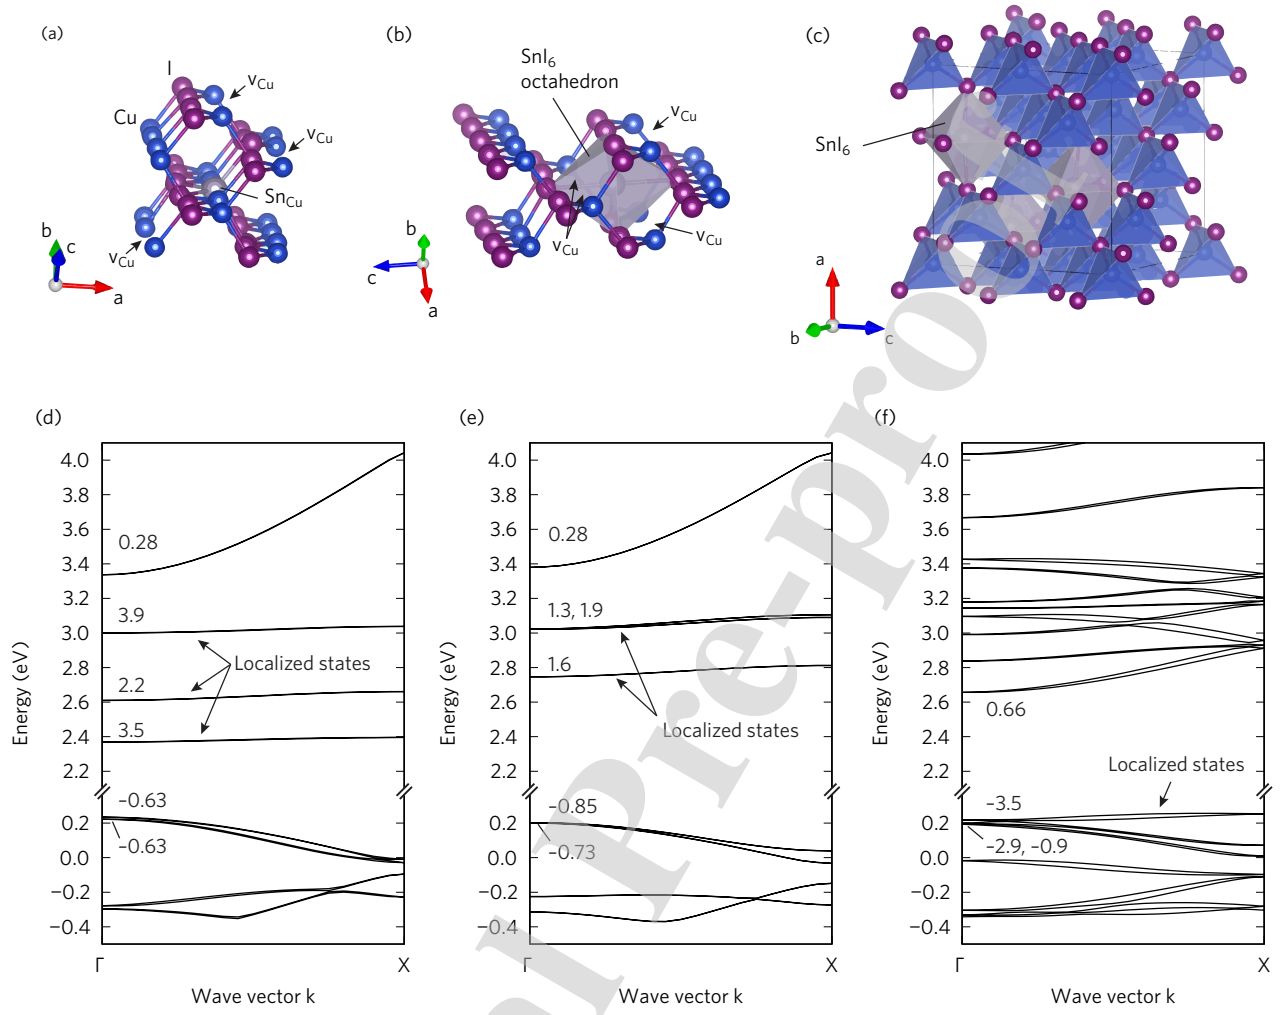 (a)
I
vCu
Cu
vCu
SnCu
vCu
b
c
a
(b)
SnI6
octahedron
vCu
vCu
vCu
b
c
a
(c)
SnI6
a
b
c
(d)
Energy (eV)
4.0
3.8
3.6
3.4
3.2
3.0
2.8
2.6
2.4
2.2
0.2
0.0
−0.2
−0.4
0.28
3.9
Localized states
2.2
3.5
−0.63
−0.63
Γ
X
Wave vector k
(e)
Energy (eV)
4.0
3.8
3.6
3.4
3.2
3.0
2.8
2.6
2.4
2.2
0.2
0.0
−0.2
−0.4
0.28
1.3, 1.9
1.6
Localized states
−0.85
−0.73
Γ
X
Wave vector k
(f)
Energy (eV)
4.0
3.8
3.6
3.4
3.2
3.0
2.8
2.6
2.4
2.2
0.2
0.0
−0.2
−0.4
0.66
Localized states
−3.5
−2.9, −0.9
Γ
X
Wave vector k
l Pre-pro